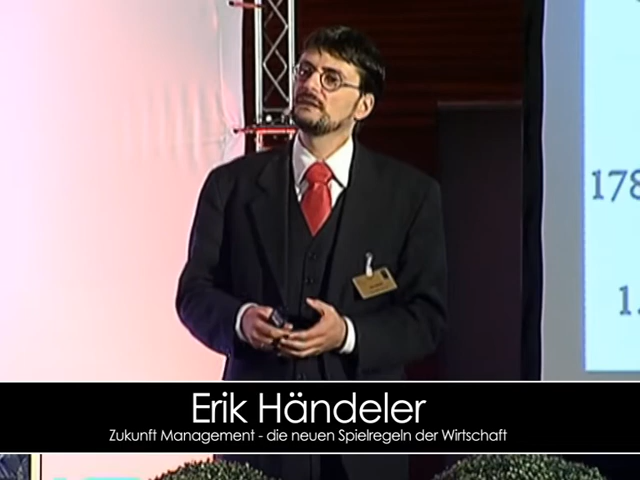 178
1.
Erik Händeler
Zukunft Management - die neuen Spielregeln der Wirtschaft